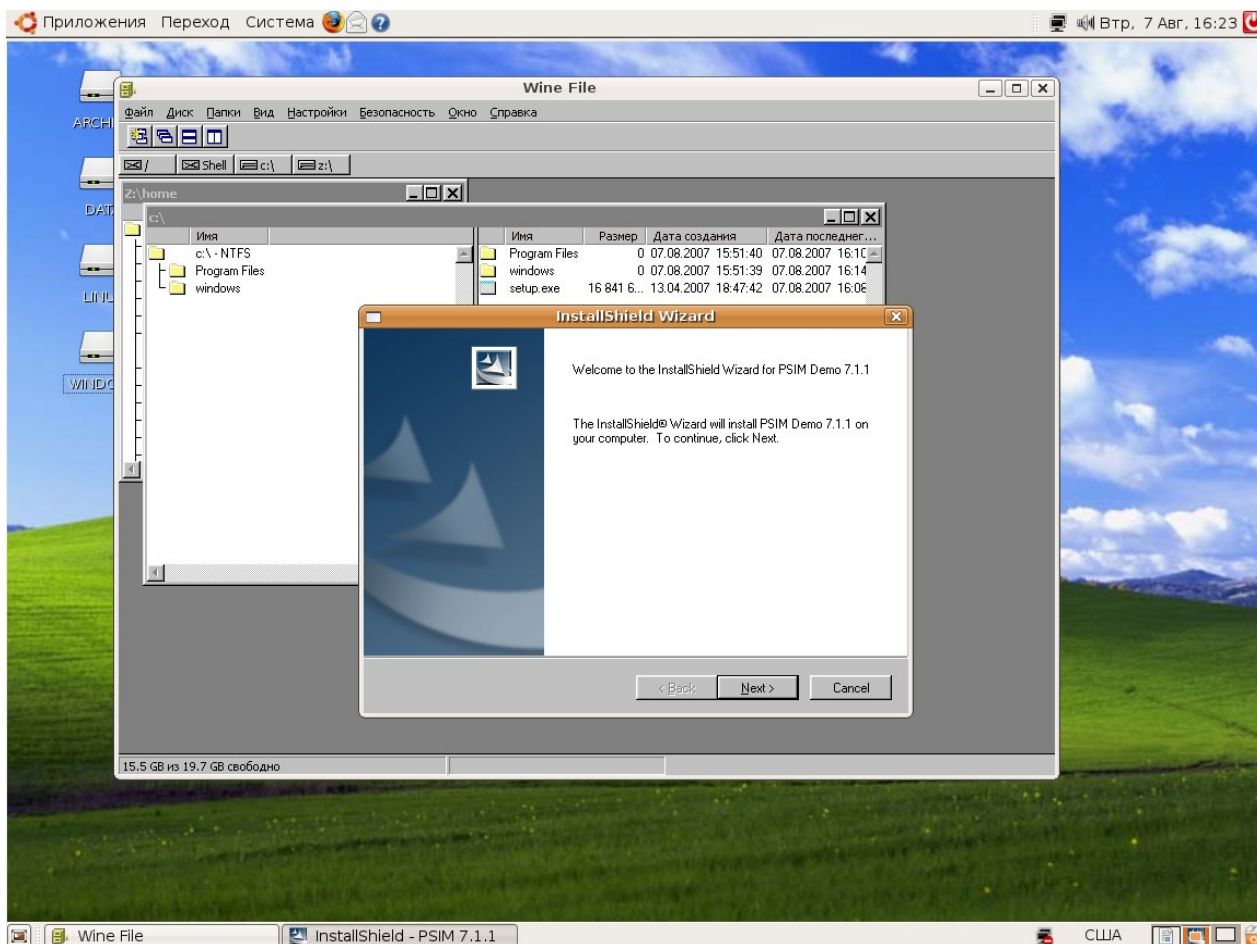 Приложения Переход Система
Втр, 7 Авг, 16:23
Wine File
Файл Диск Папки Вид Настройки Безопасность Окно Справка
/ Shell c:\ z:\
Z:\home
c:\
Имя
Имя Размер Дата создания Дата последнег...
c:\ - NTFS
Program Files
windows
Program Files 0 07.08.2007 15:51:40 07.08.2007 16:10
windows 0 07.08.2007 15:51:39 07.08.2007 16:14
setup.exe 16 841 6... 13.04.2007 18:47:42 07.08.2007 16:06
ARCHI
DAT
LINU
WINDO
InstallShield Wizard
Welcome to the InstallShield Wizard for PSIM Demo 7.1.1
The InstallShield® Wizard will install PSIM Demo 7.1.1 on
your computer. To continue, click Next.
< Back Next > Cancel
15.5 GB из 19.7 GB свободно
Wine File
InstallShield - PSIM 7.1.1
США